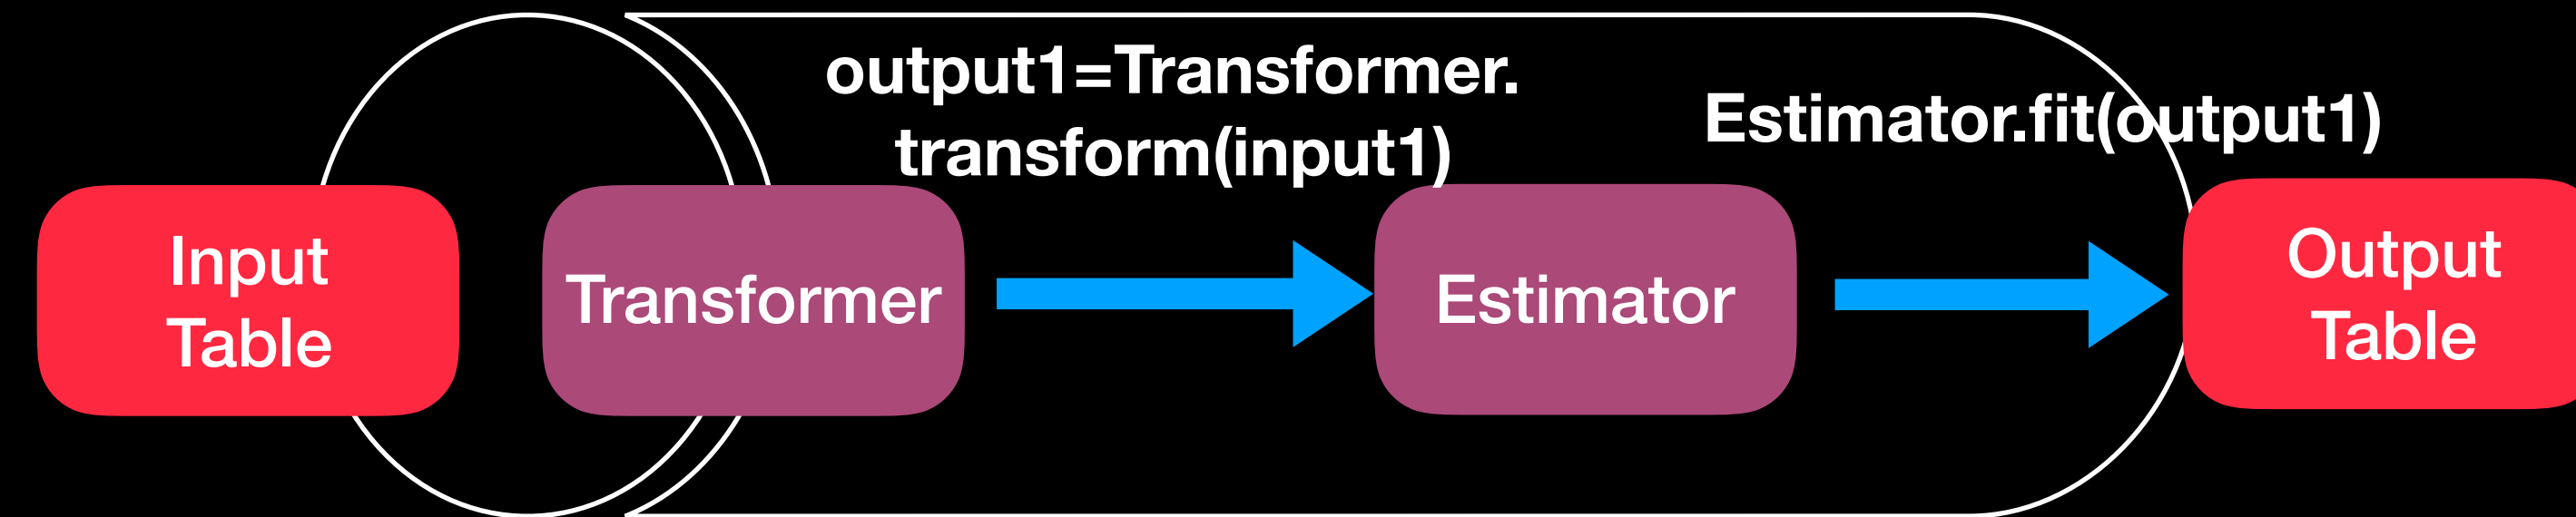 Input
Table
Transformer
output1=Transformer.
transform(input1)
Estimator
Estimator.fit(output1)
Output
Table